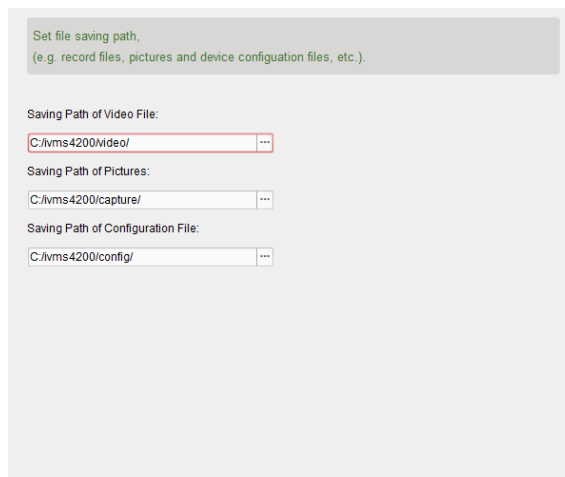 Set file saving path,
(e.g. record files, pictures and device configuation files, etc.).
Saving Path of Video File:
C:/ivms4200/video/
...
Saving Path of Pictures:
C:/ivms4200/capture/
...
Saving Path of Configuration File:
C:/ivms4200/config/
...